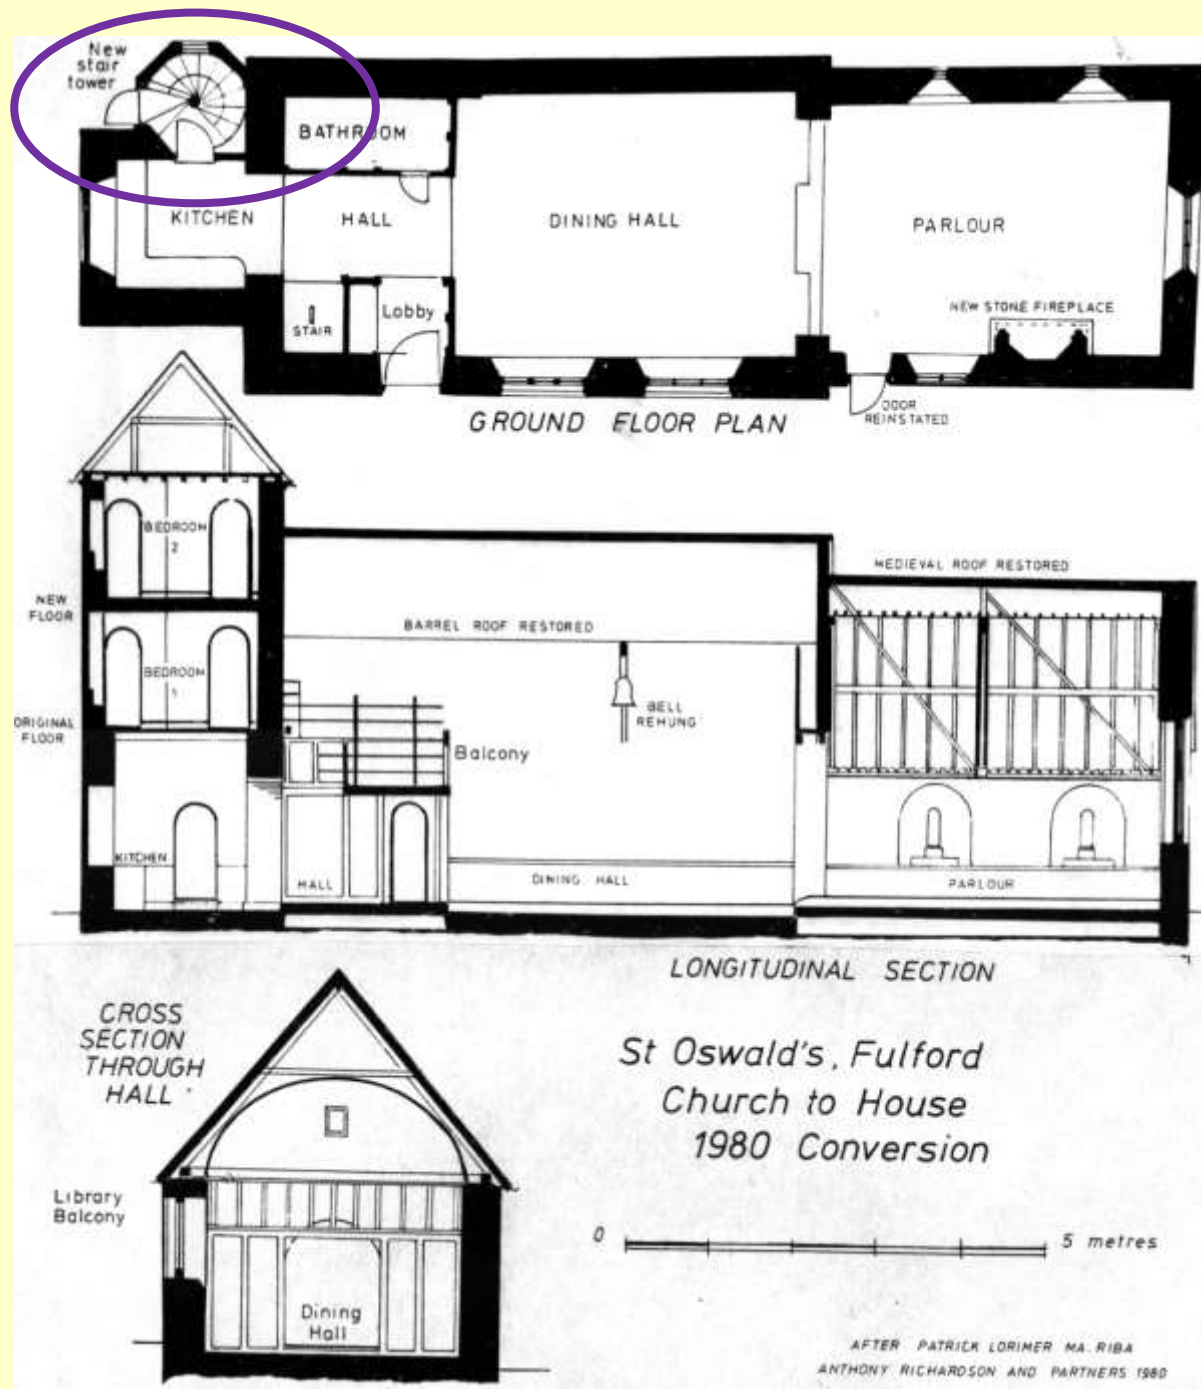 New
stair
tower
BATHROOM
KITCHEN
HALL
DINING HALL
PARLOUR
STAIR
Lobby
NEW STONE FIREPLACE
DOOR
REINSTATED
GROUND FLOOR PLAN
BEDROOM
2
NEW
FLOOR
BEDROOM
1
ORIGINAL
FLOOR
MEDIEVAL ROOF RESTORED
BARREL ROOF RESTORED
BELL
REHUNG
Balcony
KITCHEN
HALL
DINING HALL
PARLOUR
LONGITUDINAL SECTION
CROSS
SECTION
THROUGH
HALL
Library
Balcony
Dining
Hall
St Oswald's, Fulford
Church to House
1980 Conversion
0 5 metres
AFTER PATRICK LORIMER MA. RIBA
ANTHONY RICHARDSON AND PARTNERS 1980